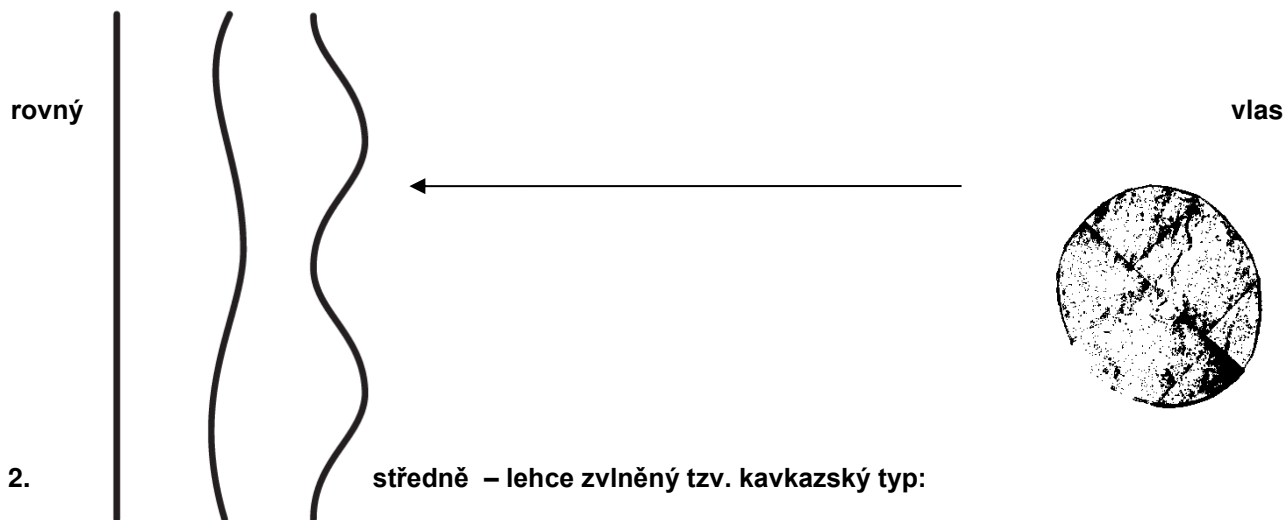 rovný vlas
2. středně – lehce zvlněný tzv. kavkazský typ: